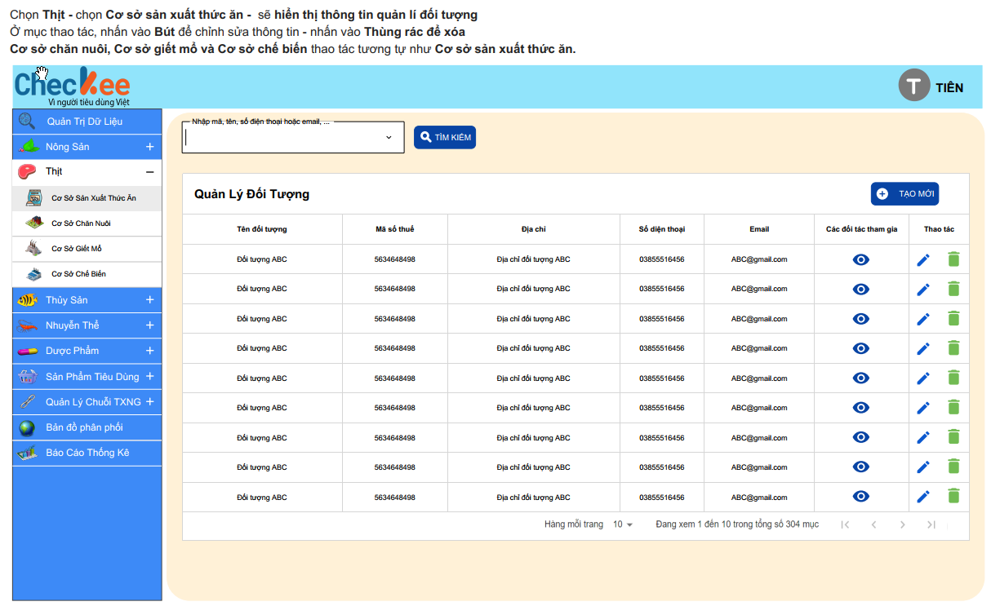 Chọn Thịt - chọn Cơ sở sản xuất thức ăn - sẽ hiển thị thông tin quản lí đối tượng
Ở mục thao tác, nhấn vào Bút để chỉnh sửa thông tin - nhấn vào Thùng rác để xóa
Cơ sở chăn nuôi, Cơ sở giết mổ và Cơ sở chế biến thao tác tương tự như Cơ sở sản xuất thức ăn.
Checkee
Vì người tiêu dùng Việt
T TIÊN
Quản Trị Dữ Liệu
Nông Sản +
Thịt −
Cơ Sở Sản Xuất Thức Ăn
Cơ Sở Chăn Nuôi
Cơ Sở Giết Mổ
Cơ Sở Chế Biến
Thủy Sản +
Nhuyễn Thể +
Dược Phẩm +
Sản Phẩm Tiêu Dùng +
Quản Lý Chuỗi TXNG +
Bản đồ phân phối
Báo Cáo Thống Kê
Nhập mã, tên, số điện thoại hoặc email, ...
TÌM KIẾM
Quản Lý Đối Tượng
TẠO MỚI
Tên đối tượng Mã số thuế Địa chỉ Số điện thoại Email Các đối tác tham gia Thao tác
Đối tượng ABC 5634648498 Địa chỉ đối tượng ABC 03855516456 ABC@gmail.com
Đối tượng ABC 5634648498 Địa chỉ đối tượng ABC 03855516456 ABC@gmail.com
Đối tượng ABC 5634648498 Địa chỉ đối tượng ABC 03855516456 ABC@gmail.com
Đối tượng ABC 5634648498 Địa chỉ đối tượng ABC 03855516456 ABC@gmail.com
Đối tượng ABC 5634648498 Địa chỉ đối tượng ABC 03855516456 ABC@gmail.com
Đối tượng ABC 5634648498 Địa chỉ đối tượng ABC 03855516456 ABC@gmail.com
Đối tượng ABC 5634648498 Địa chỉ đối tượng ABC 03855516456 ABC@gmail.com
Đối tượng ABC 5634648498 Địa chỉ đối tượng ABC 03855516456 ABC@gmail.com
Đối tượng ABC 5634648498 Địa chỉ đối tượng ABC 03855516456 ABC@gmail.com
Hàng mỗi trang 10 Đang xem 1 đến 10 trong tổng số 304 mục